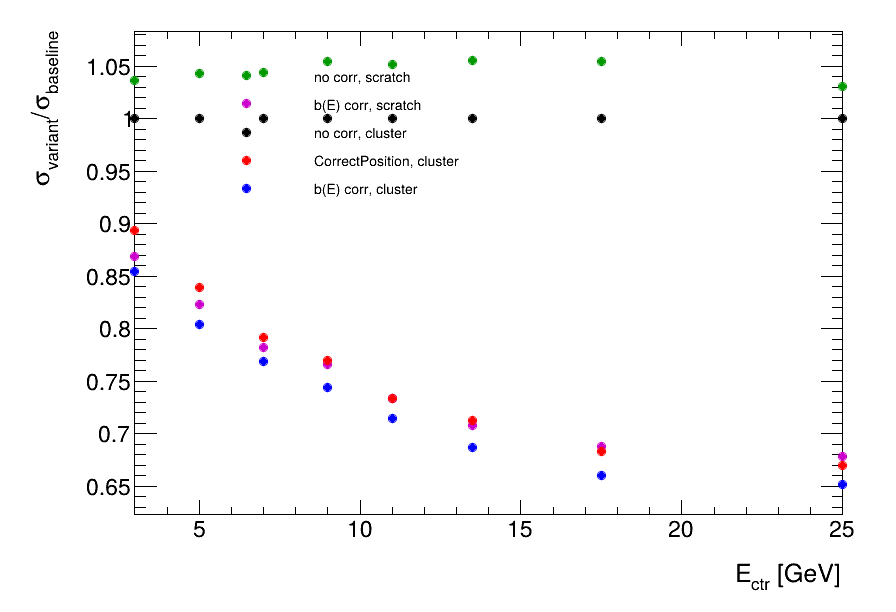 σvariant/σbaseline
1.05
1
0.95
0.9
0.85
0.8
0.75
0.7
0.65
no corr, scratch
b(E) corr, scratch
no corr, cluster
CorrectPosition, cluster
b(E) corr, cluster
5 10 15 20 25
Ectr [GeV]